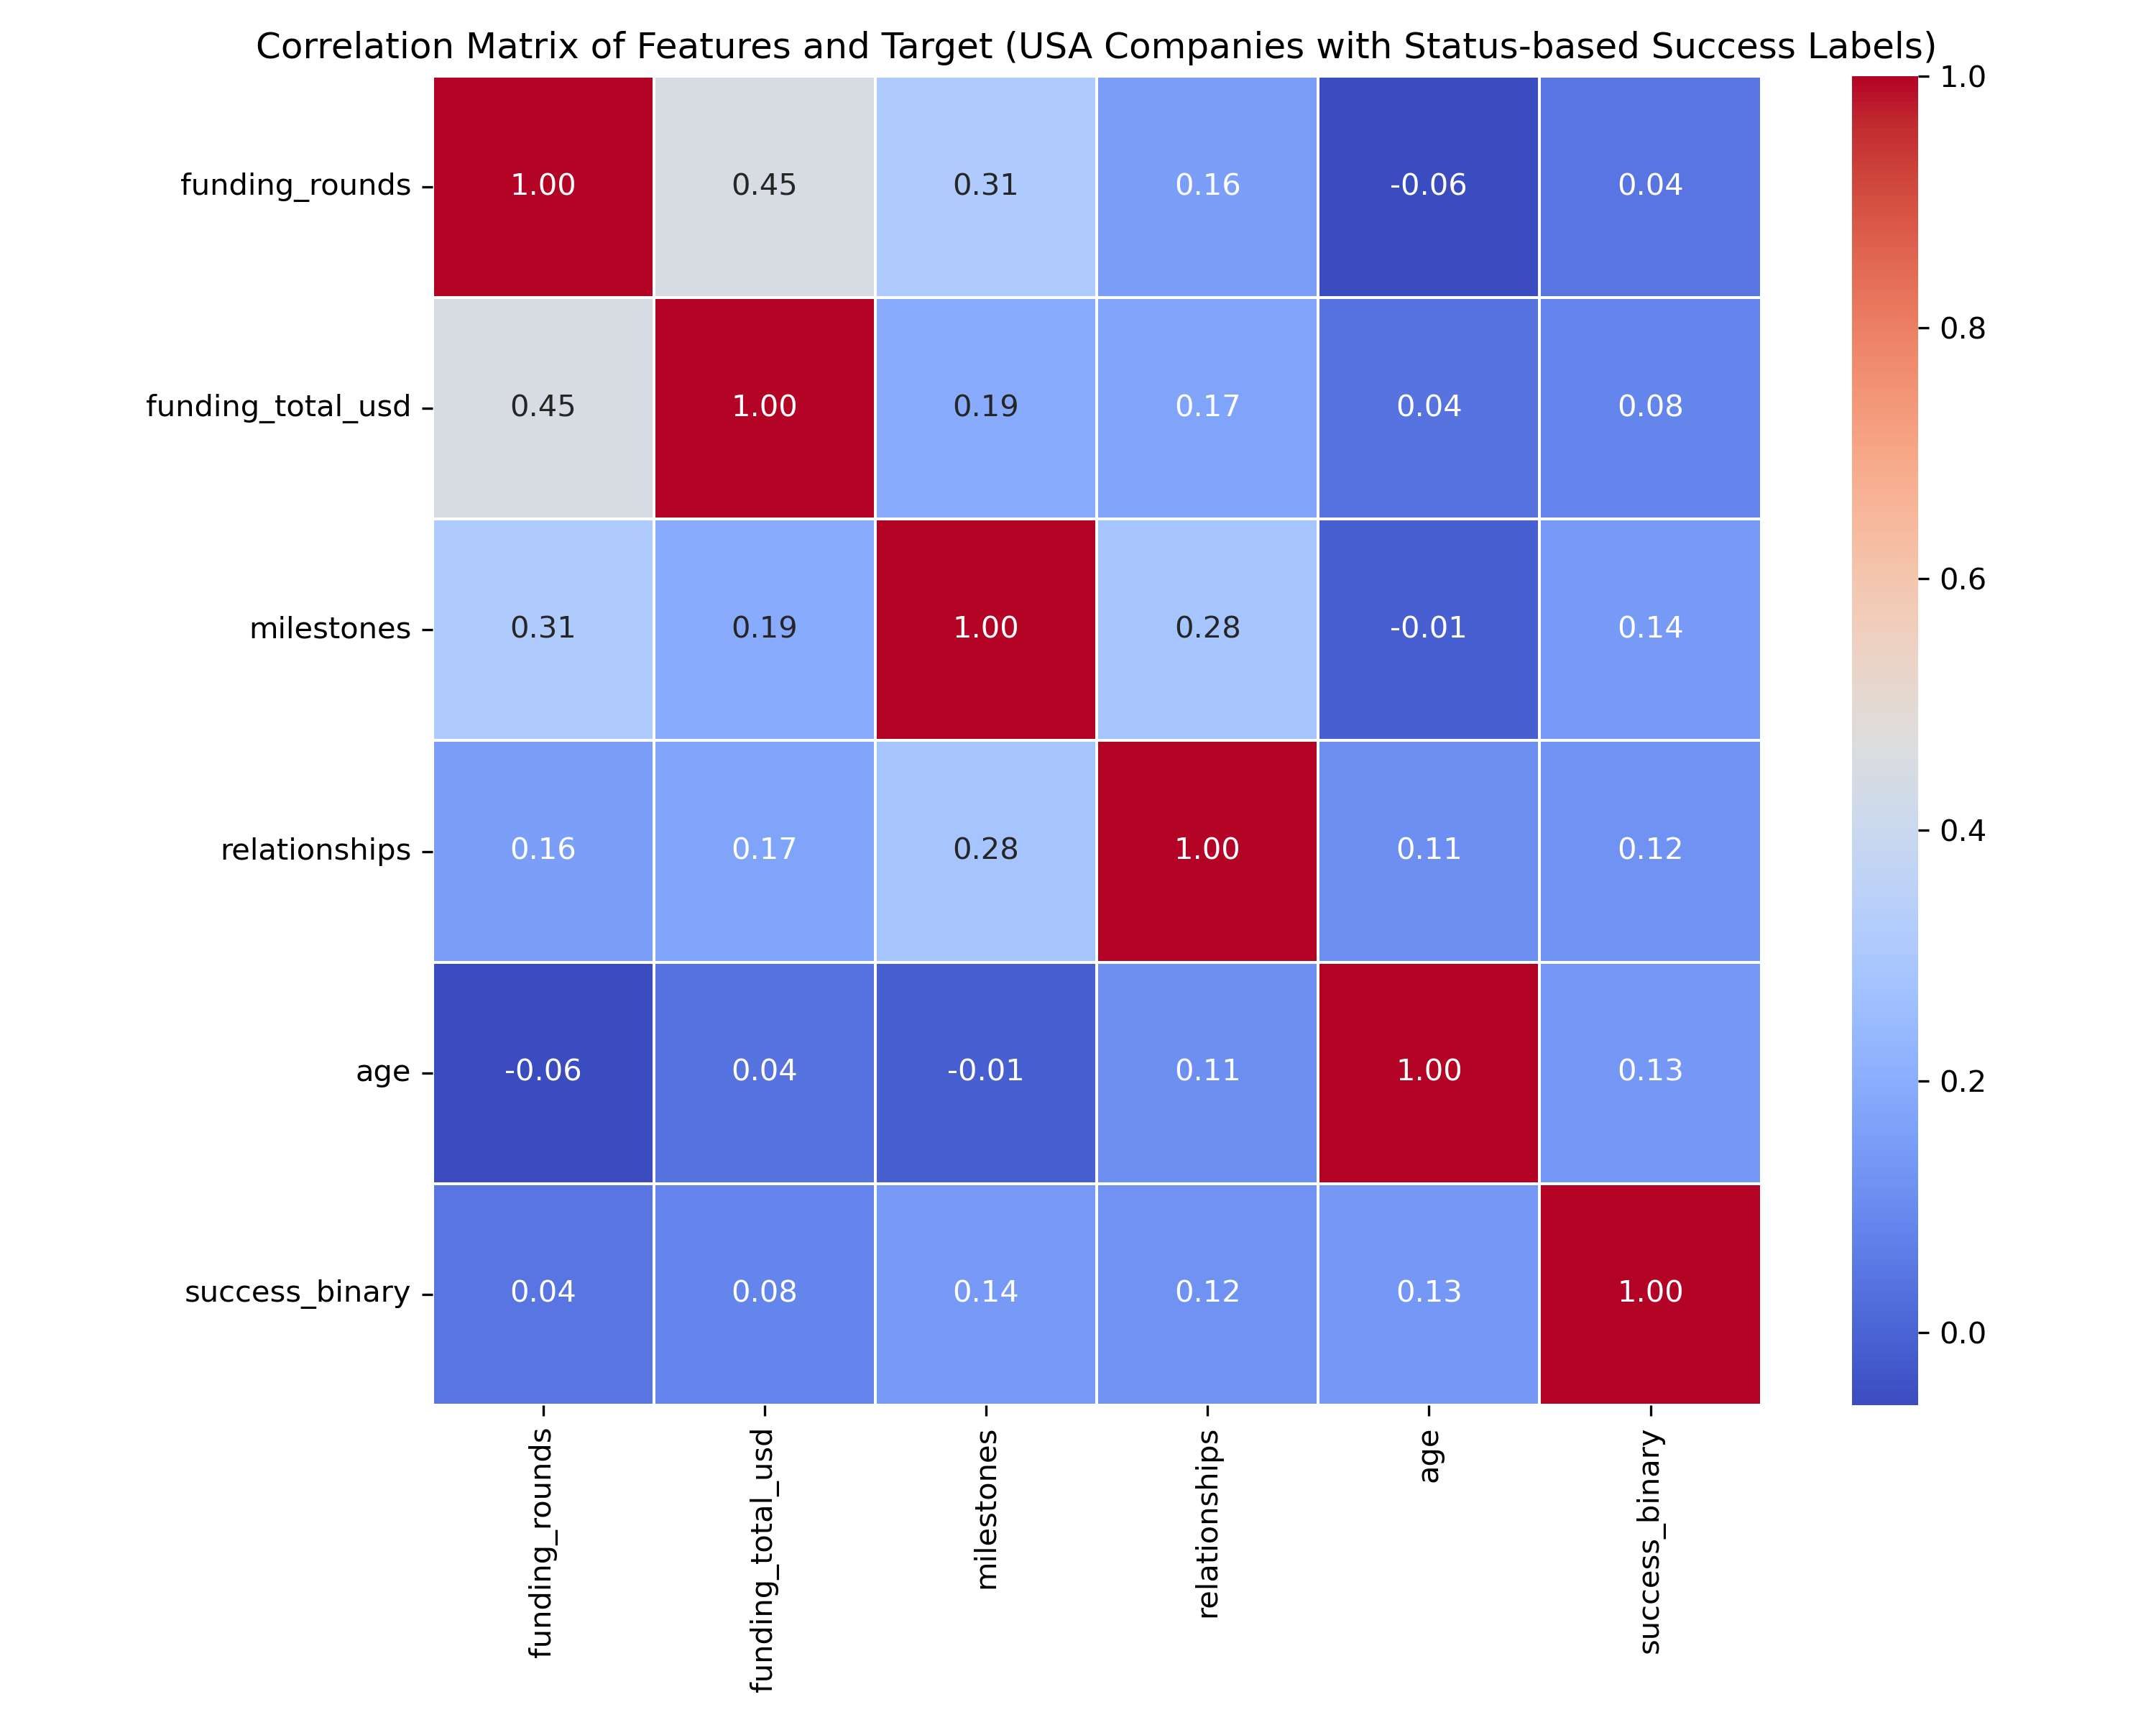 Correlation Matrix of Features and Target (USA Companies with Status-based Success Labels)
funding_rounds 1.00 0.45 0.31 0.16 -0.06 0.04
funding_total_usd 0.45 1.00 0.19 0.17 0.04 0.08
milestones 0.31 0.19 1.00 0.28 -0.01 0.14
relationships 0.16 0.17 0.28 1.00 0.11 0.12
age -0.06 0.04 -0.01 0.11 1.00 0.13
success_binary 0.04 0.08 0.14 0.12 0.13 1.00
funding_rounds
funding_total_usd
milestones
relationships
age
success_binary
1.0
0.8
0.6
0.4
0.2
0.0